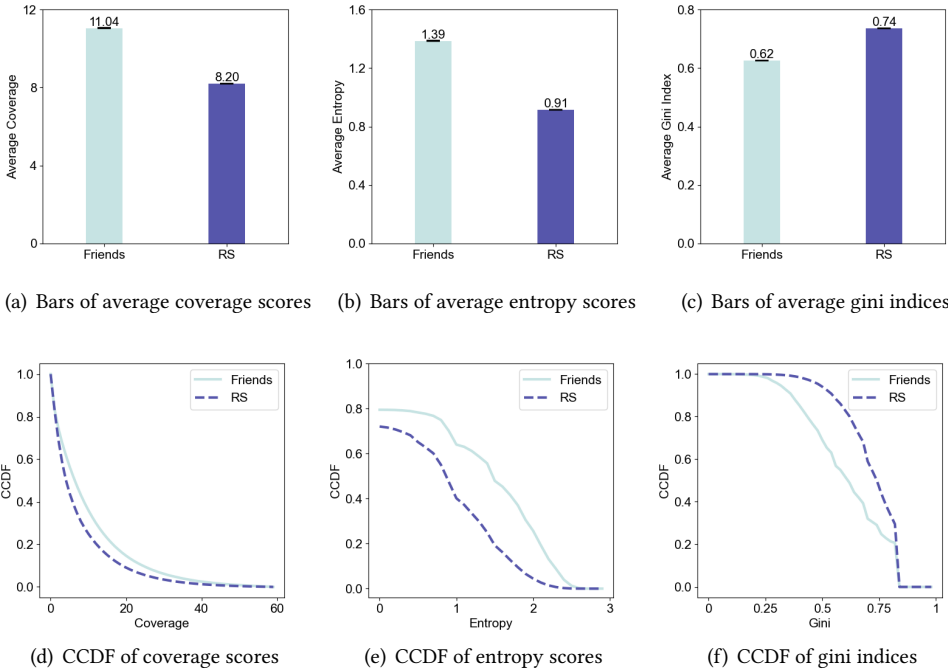 12
8
4
0
Average Coverage
11.04
8.20
Friends
RS
1.6
1.2
0.8
0.4
0.0
Average Entropy
1.39
0.91
Friends
RS
0.8
0.6
0.4
0.2
0.0
Average Gini Index
0.62
0.74
Friends
RS
(a) Bars of average coverage scores
(b) Bars of average entropy scores
(c) Bars of average gini indices
1.0
0.8
0.6
0.4
0.2
0.0
CCDF
Friends
RS
0
20
40
60
Coverage
1.0
0.8
0.6
0.4
0.2
0.0
CCDF
Friends
RS
0
1
2
3
Entropy
1.0
0.8
0.6
0.4
0.2
0.0
CCDF
Friends
RS
0
0.25
0.5
0.75
1
Gini
(d) CCDF of coverage scores
(e) CCDF of entropy scores
(f) CCDF of gini indices